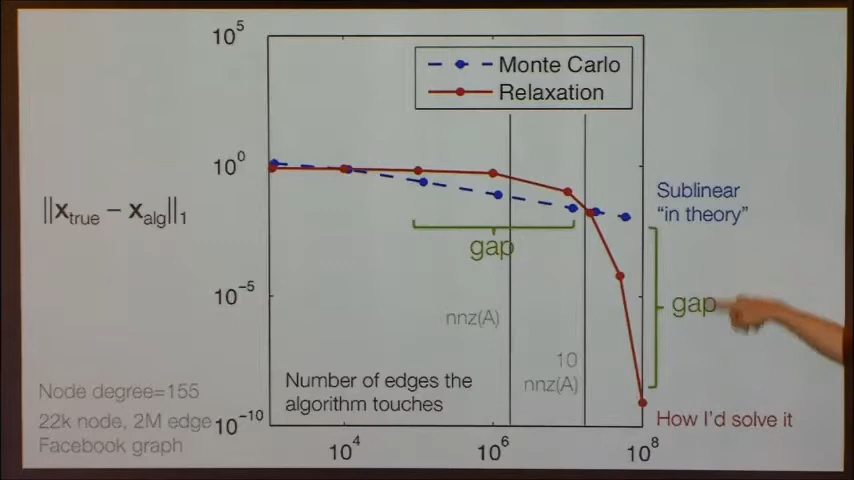 10^5
Monte Carlo
Relaxation
10^0
Sublinear
"in theory"
||x_true − x_alg||_1
gap
gap
10^-5
nnz(A)
10
nnz(A)
Number of edges the
algorithm touches
Node degree=155
22k node, 2M edge
Facebook graph
10^-10
How I'd solve it
10^4
10^6
10^8